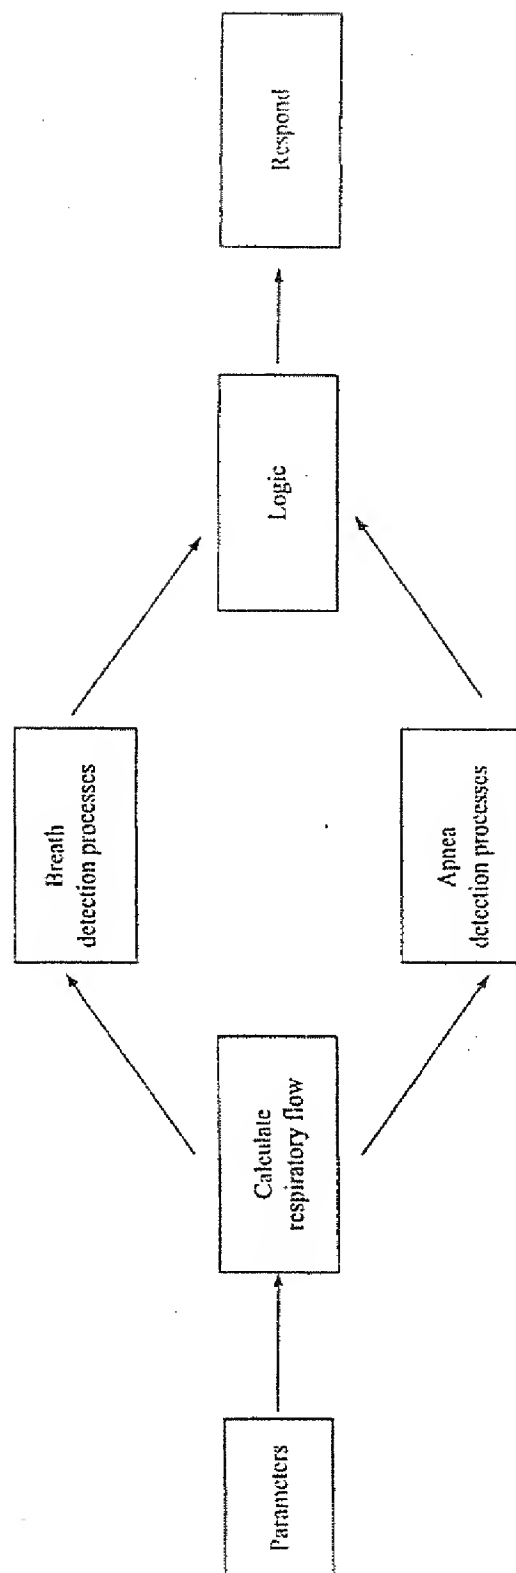 Parameters
Calculate
respiratory flow
Breath
detection processes
Apnea
detection processes
Logic
Respond